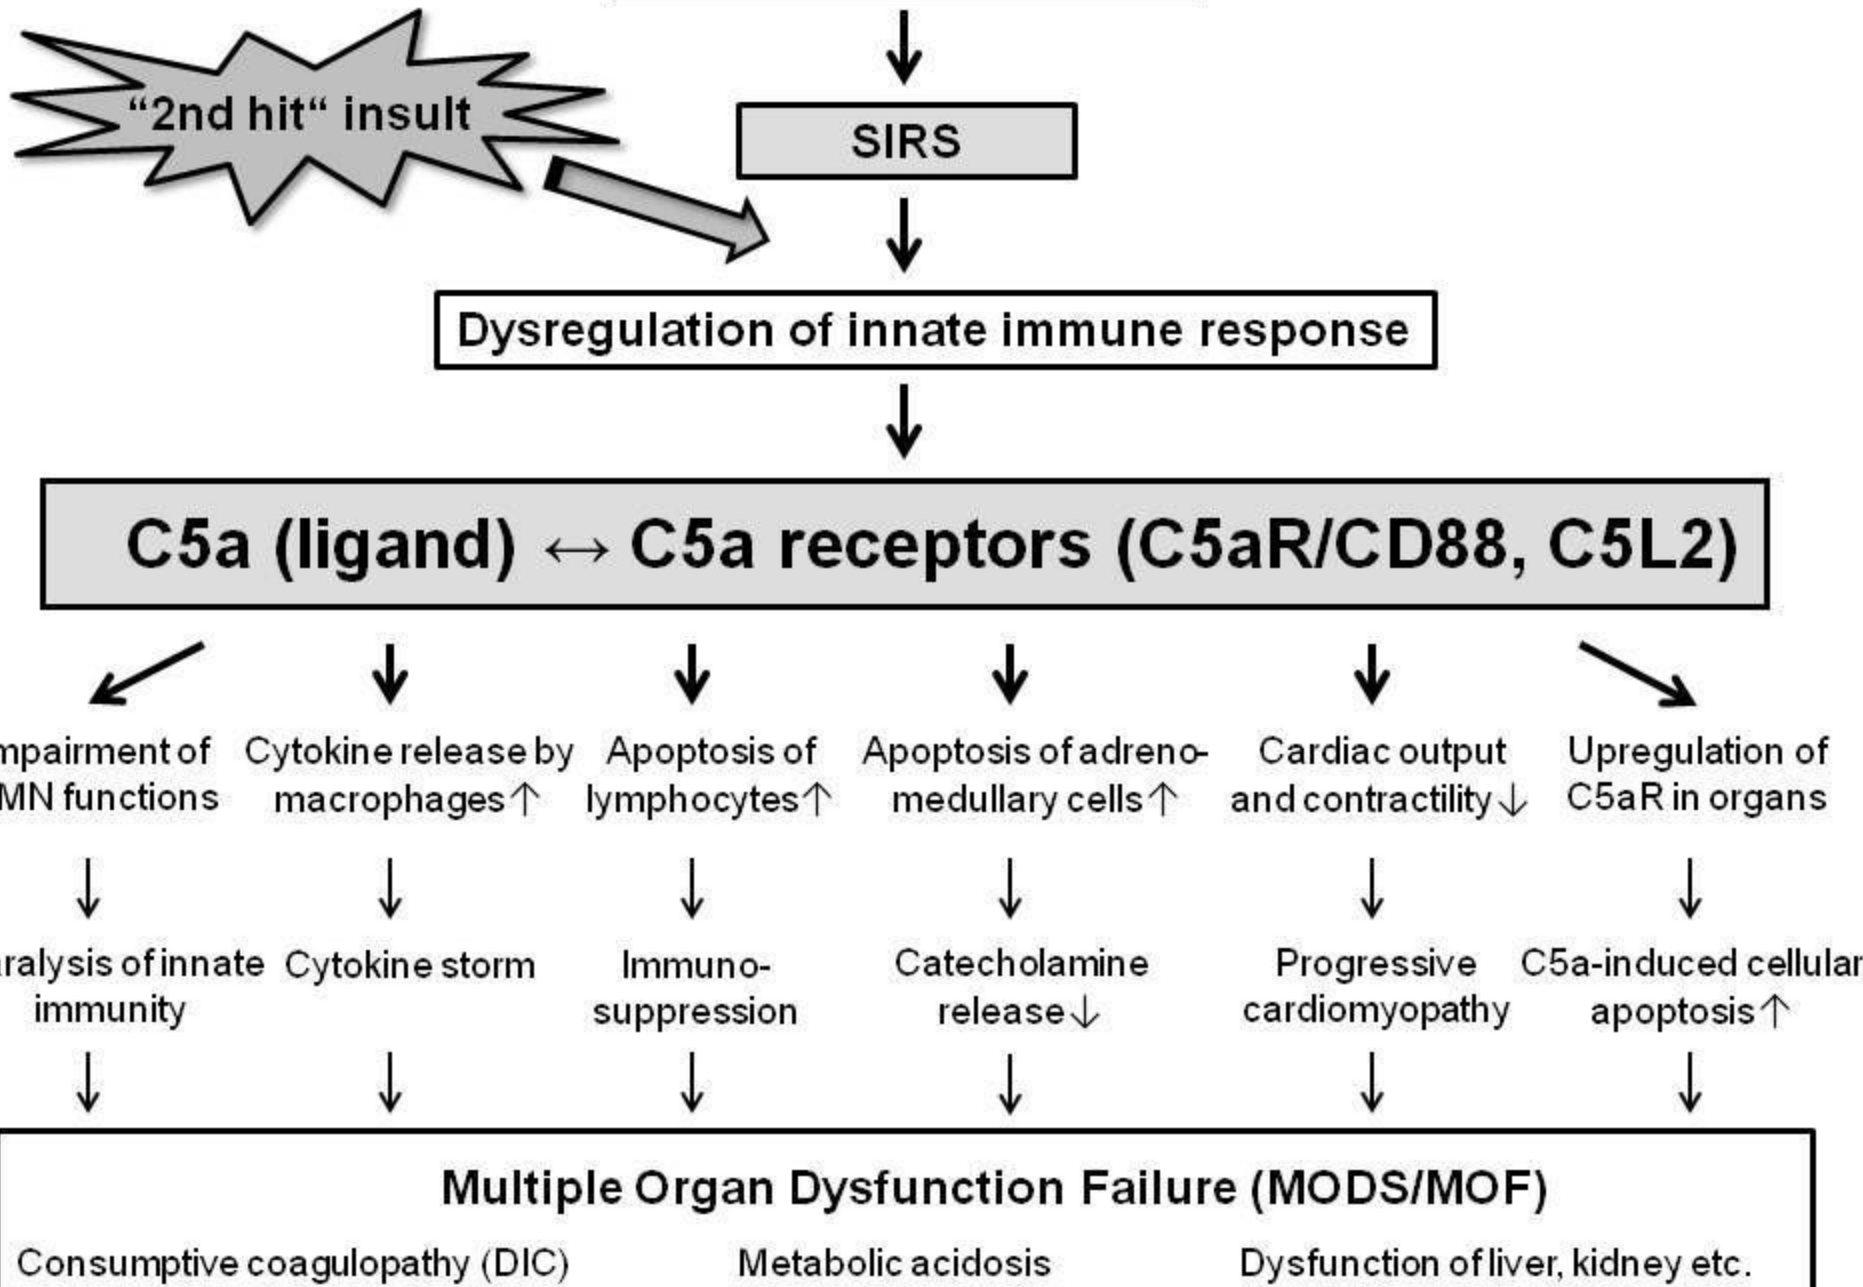 “2nd hit“ insult
SIRS
Dysregulation of innate immune response
C5a (ligand) ↔ C5a receptors (C5aR/CD88, C5L2)
mpairment of
MN functions
Cytokine release by
macrophages↑
Apoptosis of
lymphocytes↑
Apoptosis of adreno-
medullary cells↑
Cardiac output
and contractility↓
Upregulation of
C5aR in organs
aralysis of innate
immunity
Cytokine storm
Immuno-
suppression
Catecholamine
release↓
Progressive
cardiomyopathy
C5a-induced cellular
apoptosis↑
Multiple Organ Dysfunction Failure (MODS/MOF)
Consumptive coagulopathy (DIC)
Metabolic acidosis
Dysfunction of liver, kidney etc.